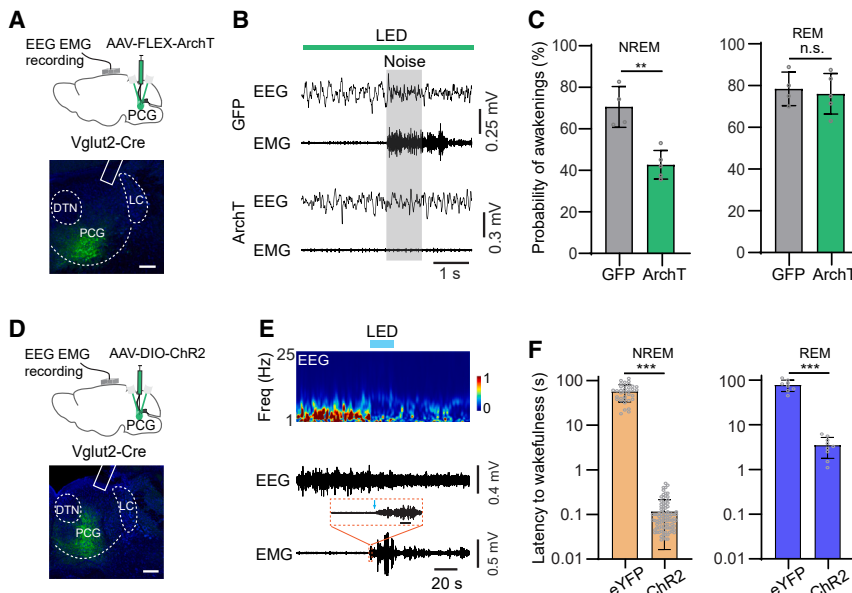 A
EEG EMG
recording
AAV-FLEX-ArchT
PCG
Vglut2-Cre
DTN
LC
PCG
B
LED
Noise
GFP
EEG
EMG
0.25 mV
ArchT
EEG
EMG
0.3 mV
1 s
C
Probability of awakenings (%)
NREM
**
100
80
60
40
20
0
GFP
ArchT
REM
n.s.
100
80
60
40
20
0
GFP
ArchT
D
EEG EMG
recording
AAV-DIO-ChR2
PCG
Vglut2-Cre
DTN
LC
PCG
E
LED
Freq (Hz)
25
1
EEG
1
0
EEG
0.4 mV
EMG
0.5 mV
20 s
F
Latency to wakefulness (s)
NREM
***
100
10
1
0.1
0.01
eYFP
ChR2
REM
***
100
10
1
0.1
0.01
eYFP
ChR2